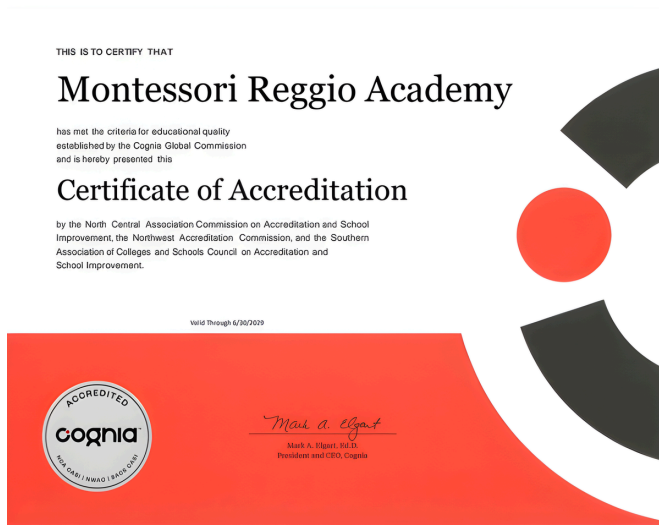 THIS IS TO CERTIFY THAT
Montessori Reggio Academy
has met the criteria for educational quality
established by the Cognia Global Commission
and is hereby presented this
Certificate of Accreditation
by the North Central Association Commission on Accreditation and School
Improvement, the Northwest Accreditation Commission, and the Southern
Association of Colleges and Schools Council on Accreditation and
School Improvement.
Valid Through 6/30/2029
ACCREDITED
cognia
NCA CASI | NWAC | SACS CASI
Mark A. Elgart
Mark A. Elgart, Ed.D.
President and CEO, Cognia